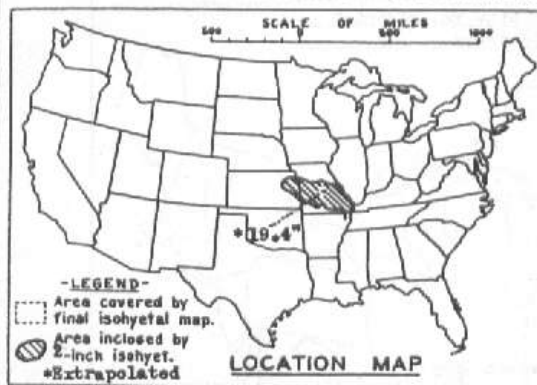 SCALE OF MILES
500 0 500 1000
* 19.4"
-LEGEND-
Area covered by
final isohyetal map.
Area inclosed by
2-inch isohyet.
*Extrapolated
LOCATION MAP